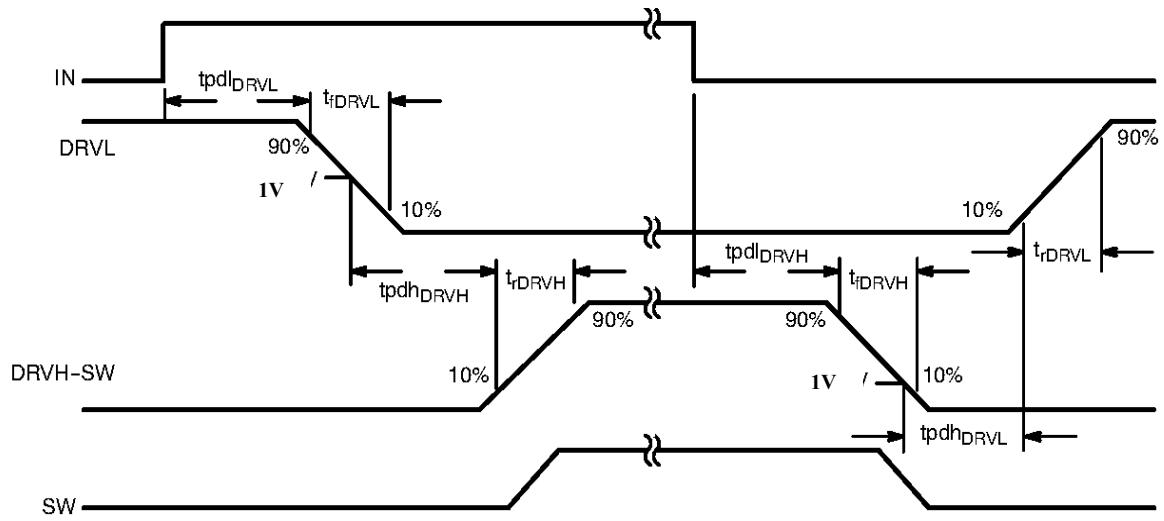 IN
tpdlDRVL
tfDRVL
DRVL
90%
90%
1V
10%
10%
tpdlDRVH
trDRVL
tpdhDRVH
trDRVH
tfDRVH
90%
90%
DRVH-SW
10%
1V
10%
tpdhDRVL
SW